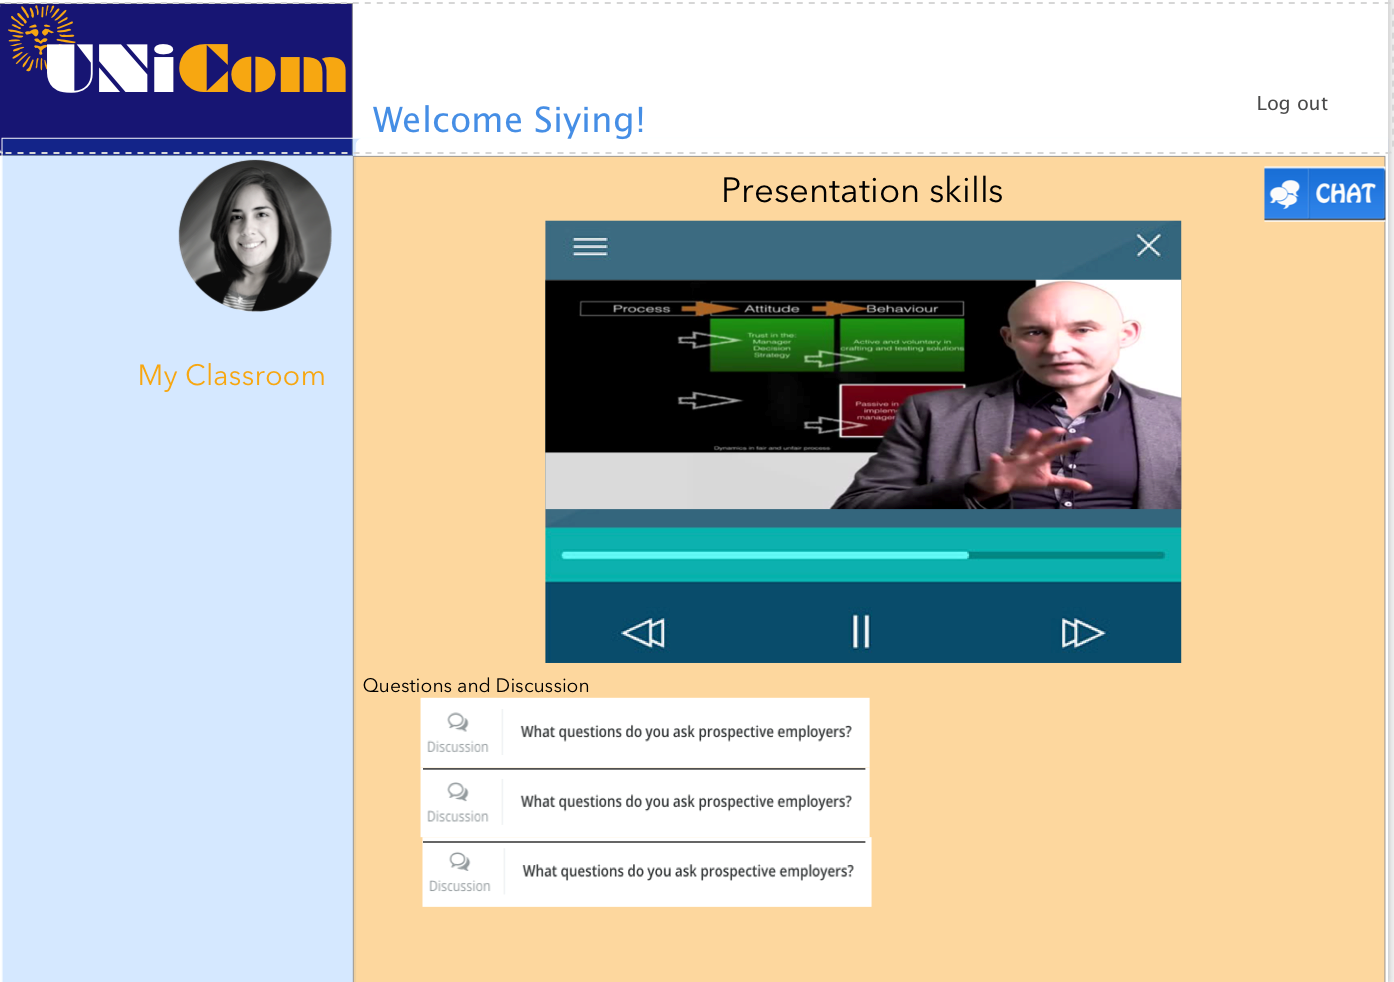 UNiCom
Welcome Siying!
Log out
Presentation skills
CHAT
My Classroom
Process
Attitude
Behaviour
Trust in the
Manager
Decision
Strategy
Active and voluntary in
crafting and testing solutions
Passive in
implem
manager
Dynamics in fair and unfair process
Questions and Discussion
Discussion
What questions do you ask prospective employers?
Discussion
What questions do you ask prospective employers?
Discussion
What questions do you ask prospective employers?